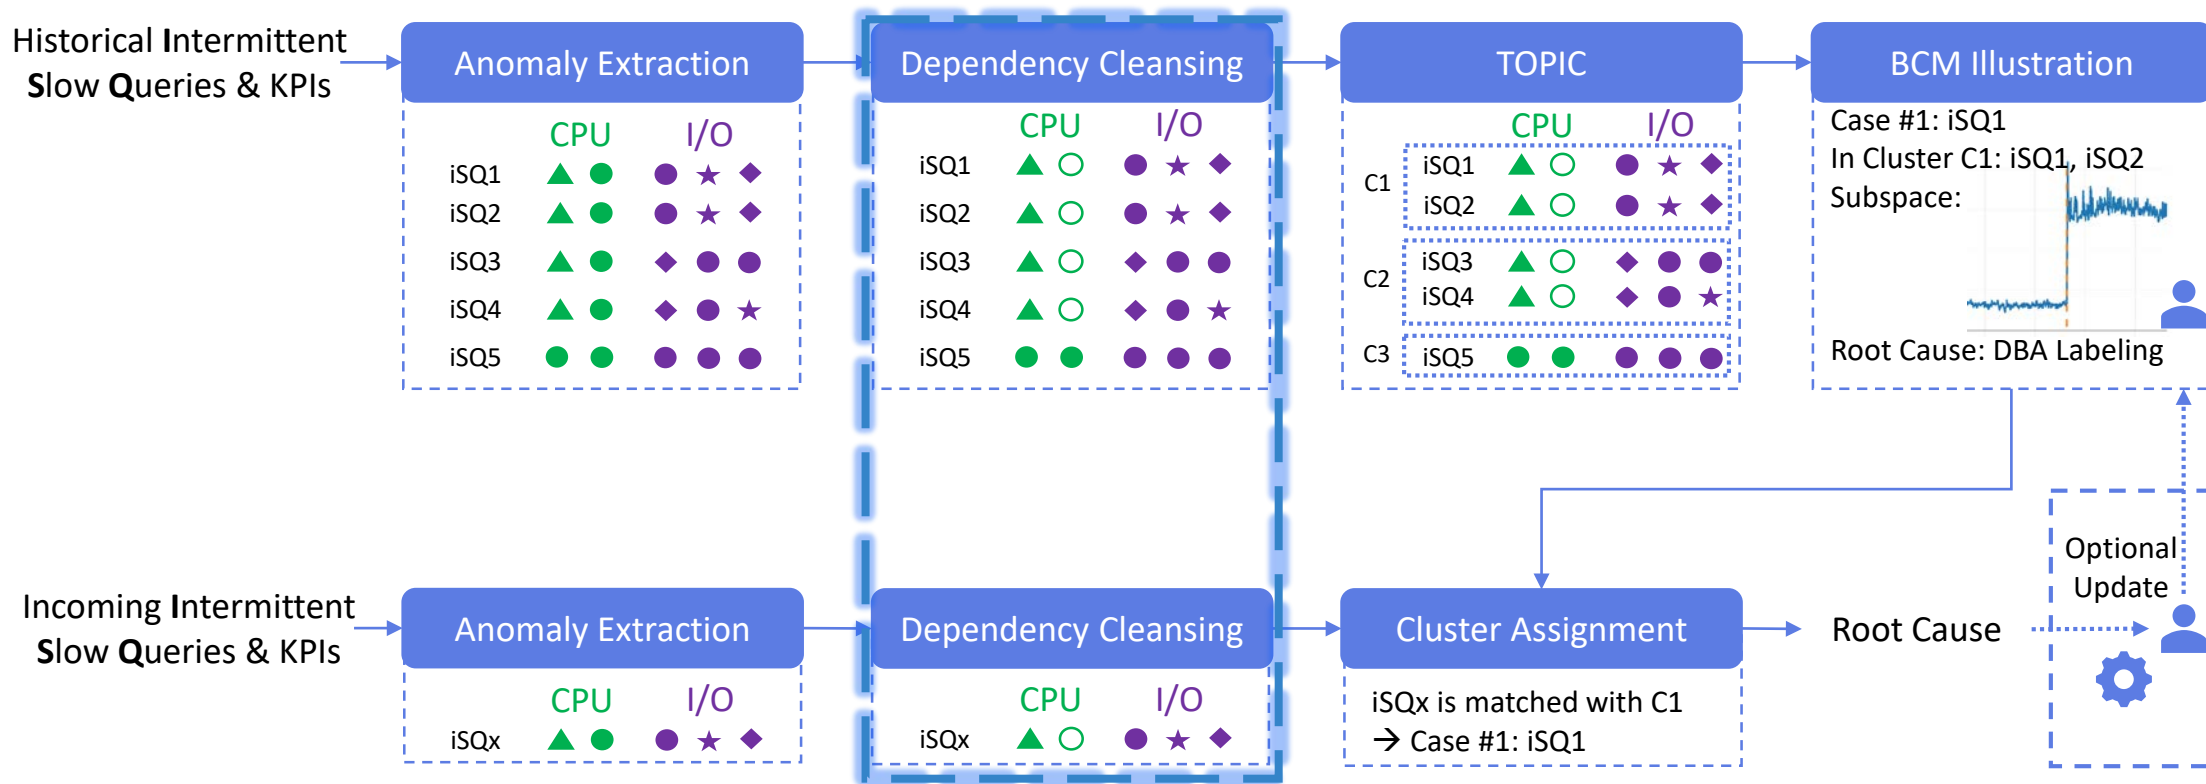 Historical Intermittent
Slow Queries & KPIs
Anomaly Extraction
CPU I/O
iSQ1
iSQ2
iSQ3
iSQ4
iSQ5
Dependency Cleansing
CPU I/O
iSQ1
iSQ2
iSQ3
iSQ4
iSQ5
TOPIC
CPU I/O
C1
iSQ1
iSQ2
C2
iSQ3
iSQ4
C3
iSQ5
BCM Illustration
Case #1: iSQ1
In Cluster C1: iSQ1, iSQ2
Subspace:
Root Cause: DBA Labeling
Incoming Intermittent
Slow Queries & KPIs
Anomaly Extraction
CPU I/O
iSQx
Dependency Cleansing
CPU I/O
iSQx
Cluster Assignment
iSQx is matched with C1
→ Case #1: iSQ1
Root Cause
Optional
Update